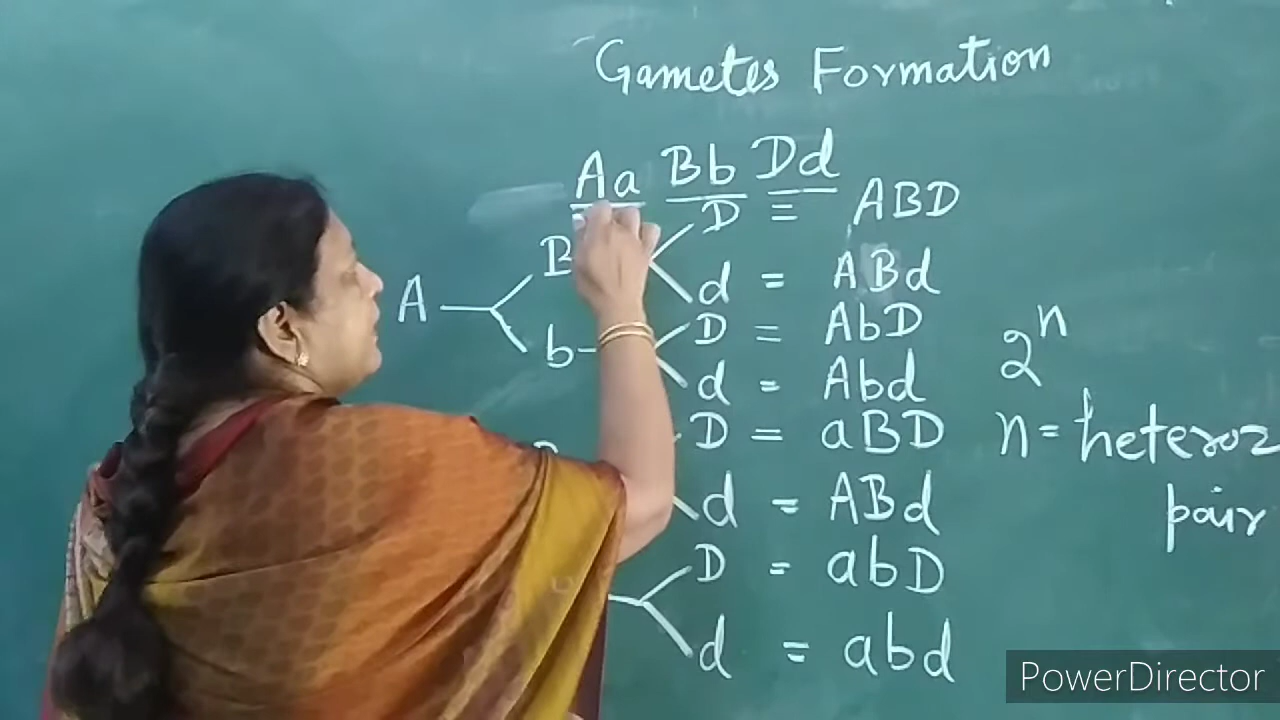 Gametes Formation
Aa Bb Dd
D = ABD
B
d = ABd
A
D = AbD
2ⁿ
b
d = Abd
D = aBD
n = heteroz
d = ABd
pair
D = abD
d = abd
PowerDirector